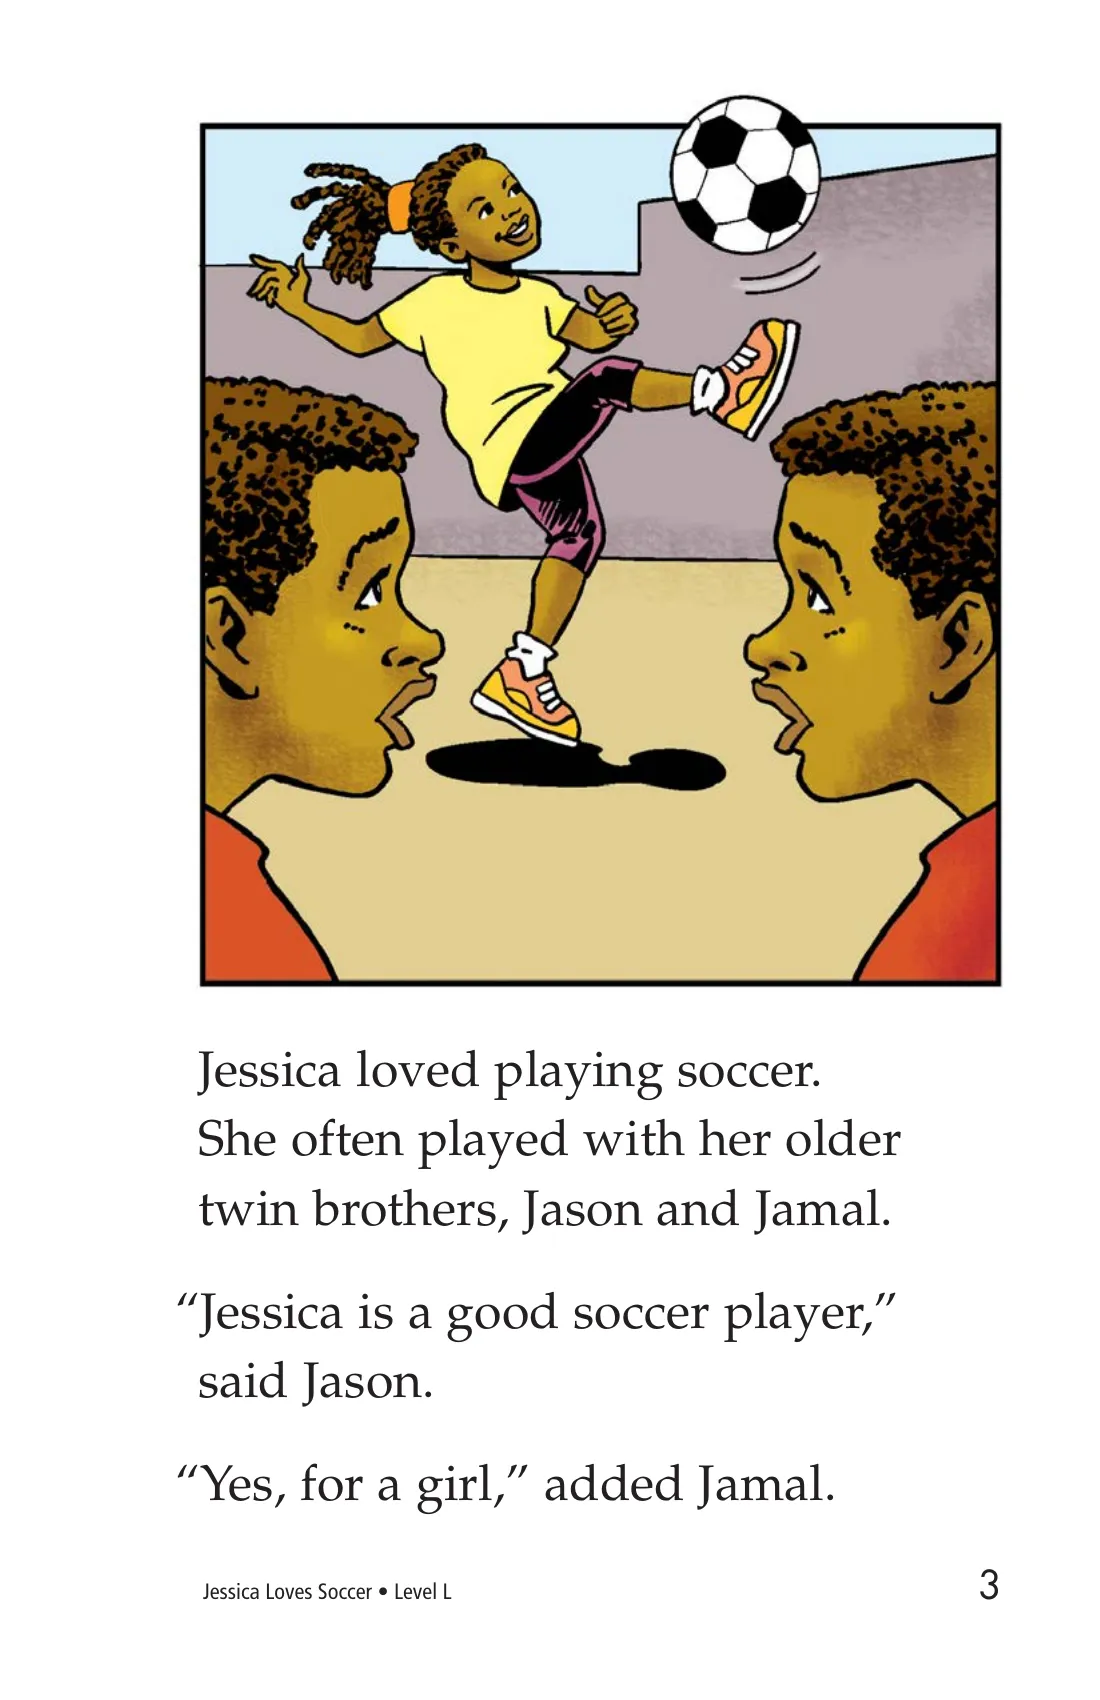 Jessica loved playing soccer.
She often played with her older
twin brothers, Jason and Jamal.
“Jessica is a good soccer player,”
said Jason.
“Yes, for a girl,” added Jamal.
Jessica Loves Soccer • Level L
3